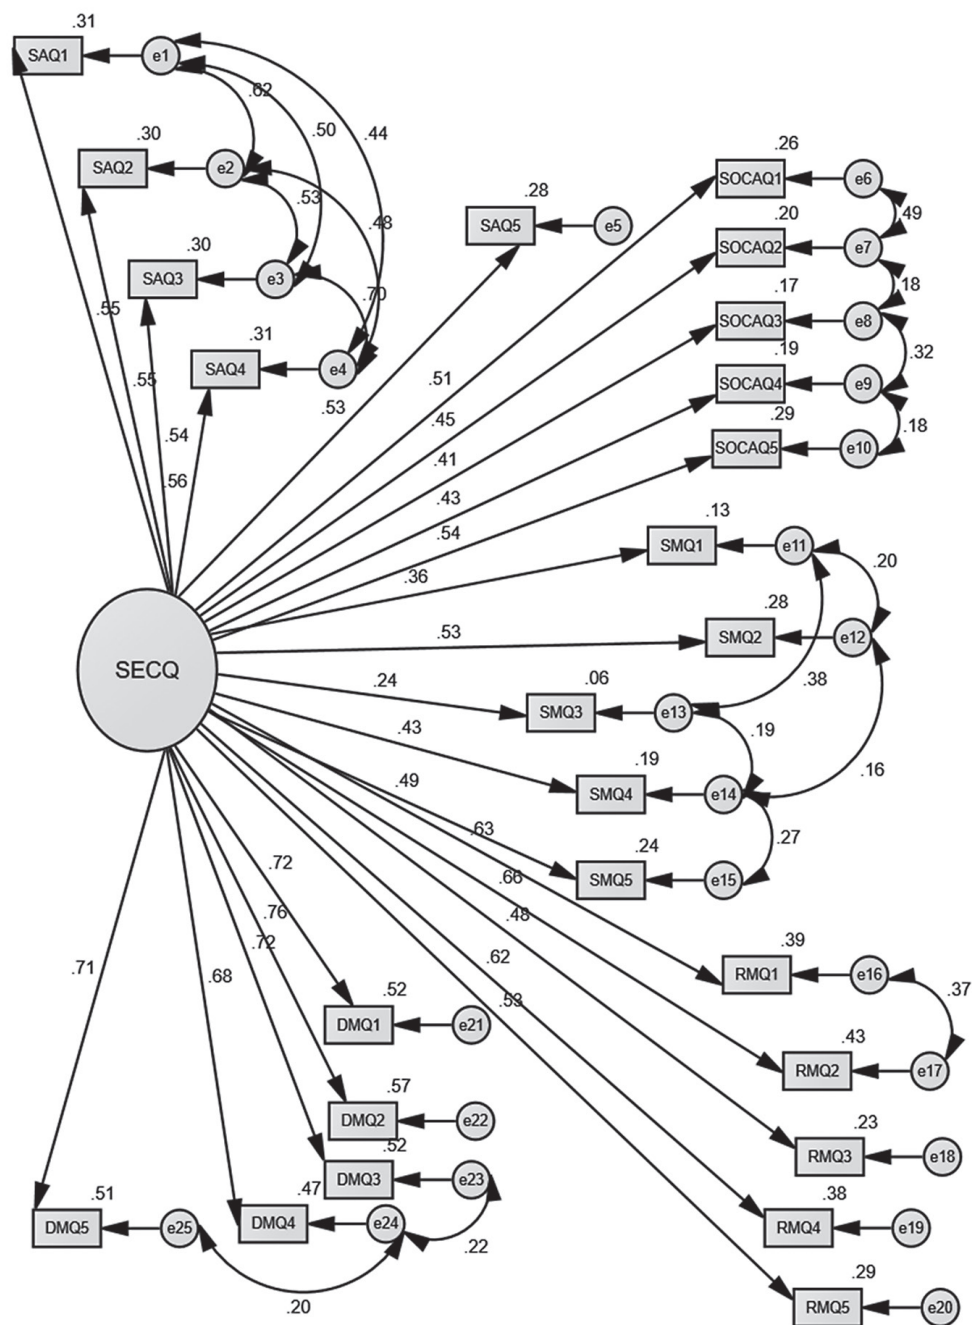 .31
SAQ1
e1
.62
.50
.44
.30
SAQ2
e2
.53
.48
.30
SAQ3
e3
.70
.31
SAQ4
e4
.55
.55
.54
.56
.28
SAQ5
e5
.53
.26
SOCAQ1
e6
.49
.20
SOCAQ2
e7
.18
.17
SOCAQ3
e8
.32
.19
SOCAQ4
e9
.18
.29
SOCAQ5
e10
.51
.45
.41
.43
.54
.36
.13
SMQ1
e11
.20
.28
SMQ2
e12
.53
.38
SECQ
.24
.06
SMQ3
e13
.19
.16
.43
.19
SMQ4
e14
.27
.49
.24
SMQ5
e15
.63
.66
.48
.62
.53
.39
RMQ1
e16
.37
.43
RMQ2
e17
.23
RMQ3
e18
.38
RMQ4
e19
.29
RMQ5
e20
.72
.76
.72
.68
.71
.52
DMQ1
e21
.57
DMQ2
e22
.52
DMQ3
e23
.22
.47
DMQ4
e24
.51
DMQ5
e25
.20